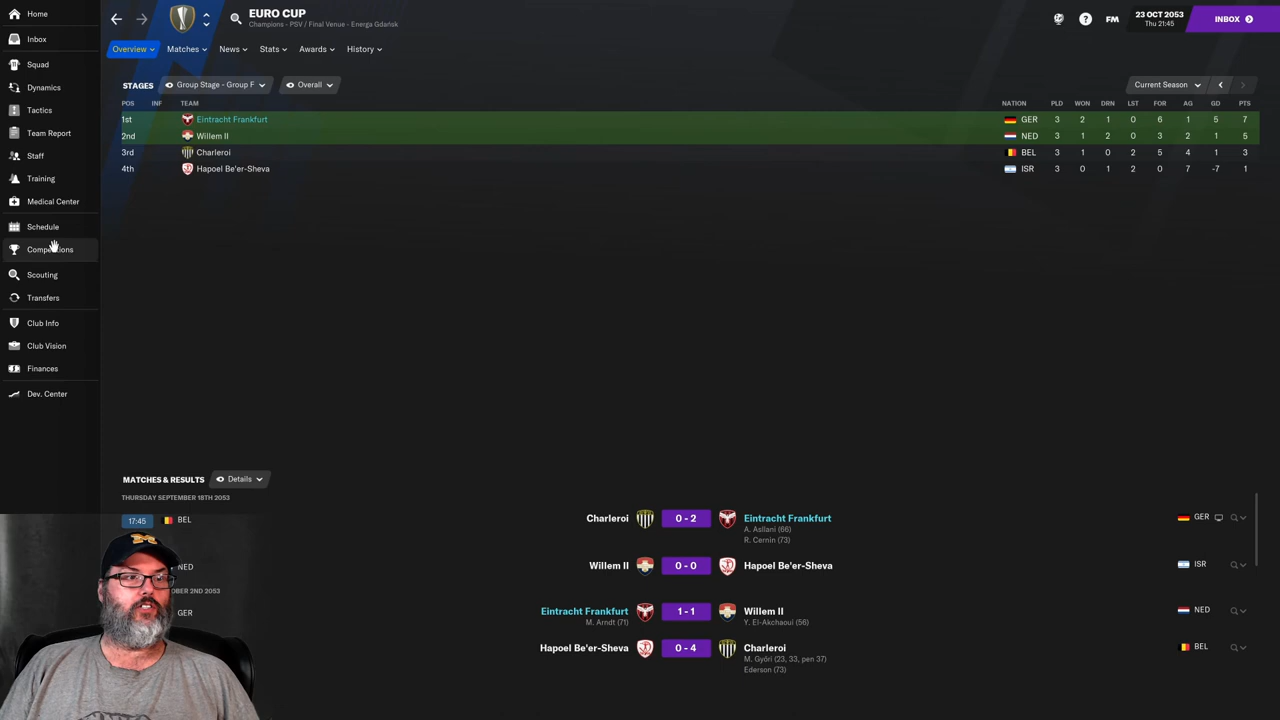 Home
Inbox
Squad
Dynamics
Tactics
Team Report
Staff
Training
Medical Center
Schedule
Scouting
Transfers
Club Info
Club Vision
Finances
Dev. Center
EURO CUP
Champions - PSV / Final Venue - Energa Gdańsk
FM
23 OCT 2053
Thu 21:45
INBOX
Overview Matches News Stats Awards History
STAGES Group Stage - Group F Overall Current Season
POS INF TEAM NATION PLD WON DRN LST FOR AG GD PTS
1st Eintracht Frankfurt GER 3 2 1 0 6 1 5 7
2nd Willem II NED 3 1 2 0 3 2 1 5
3rd Charleroi BEL 3 1 0 2 5 4 1 3
4th Hapoel Be'er-Sheva ISR 3 0 1 2 0 7 -7 1
MATCHES & RESULTS Details
THURSDAY SEPTEMBER 18TH 2053
17:45 BEL Charleroi 0 - 2 Eintracht Frankfurt GER
A. Asllani (66)
R. Cernin (73)
NED Willem II 0 - 0 Hapoel Be'er-Sheva ISR
2ND 2053
GER Eintracht Frankfurt 1 - 1 Willem II NED
M. Arndt (71) Y. El-Akchaoui (56)
Hapoel Be'er-Sheva 0 - 4 Charleroi BEL
M. Győri (23, 33, pen 37)
Ederson (73)